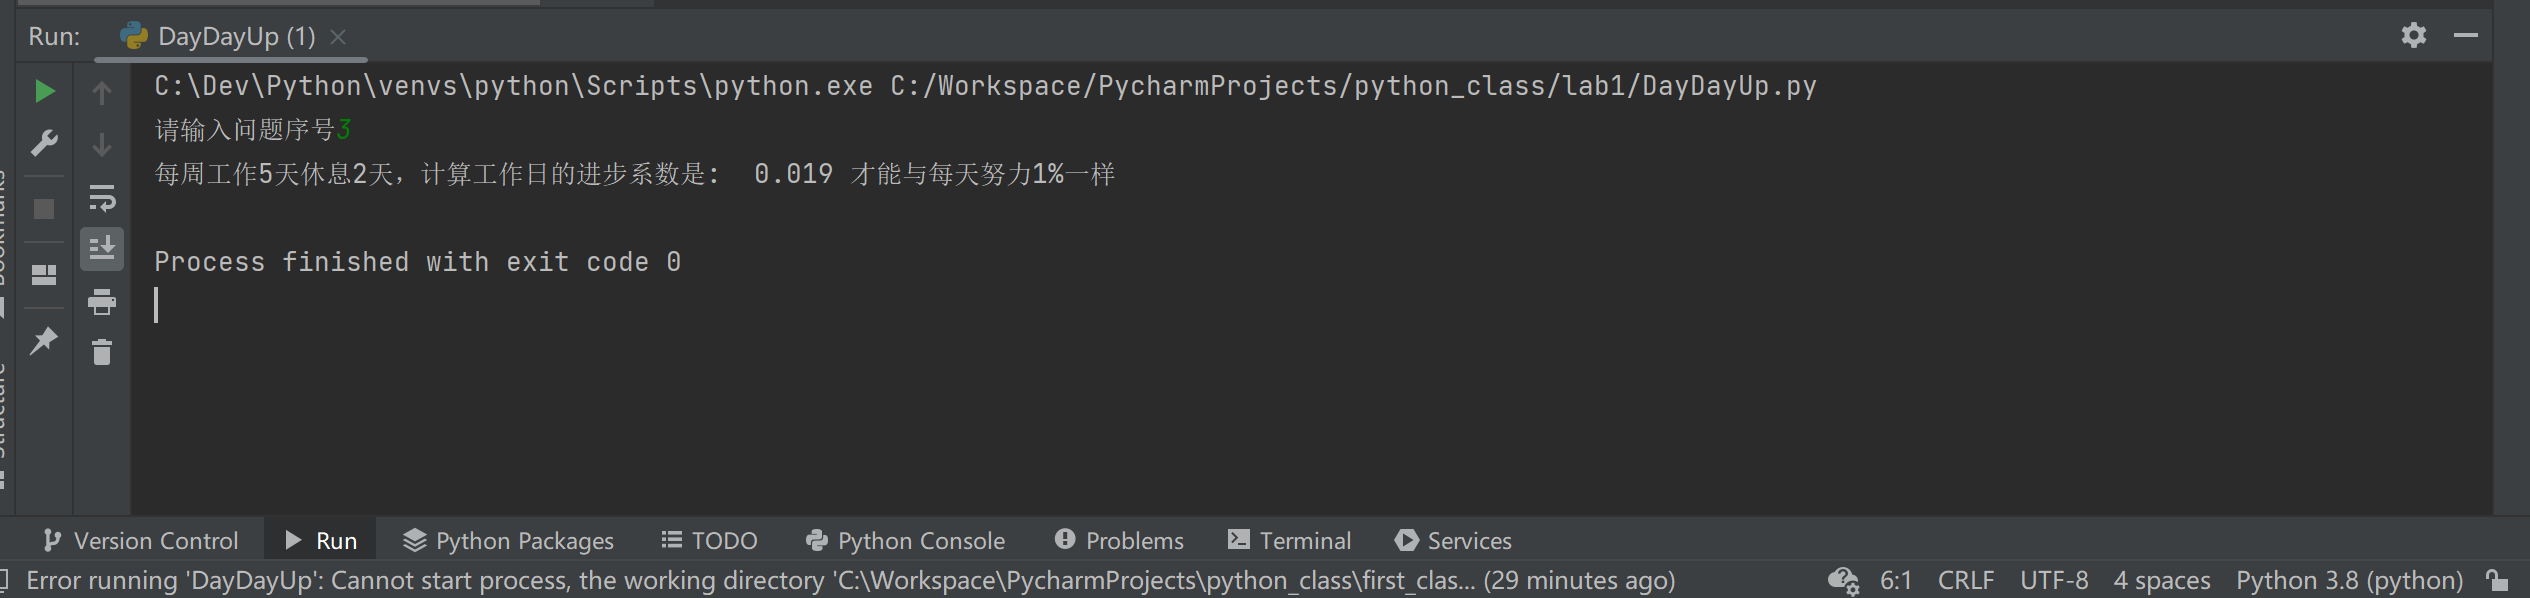 Run: DayDayUp (1)
C:\Dev\Python\venvs\python\Scripts\python.exe C:/Workspace/PycharmProjects/python_class/lab1/DayDayUp.py
请输入问题序号3
每周工作5天休息2天，计算工作日的进步系数是： 0.019 才能与每天努力1%一样
Process finished with exit code 0
Version Control Run Python Packages TODO Python Console Problems Terminal Services
Error running 'DayDayUp': Cannot start process, the working directory 'C:\Workspace\PycharmProjects\python_class\first_clas... (29 minutes ago) 6:1 CRLF UTF-8 4 spaces Python 3.8 (python)